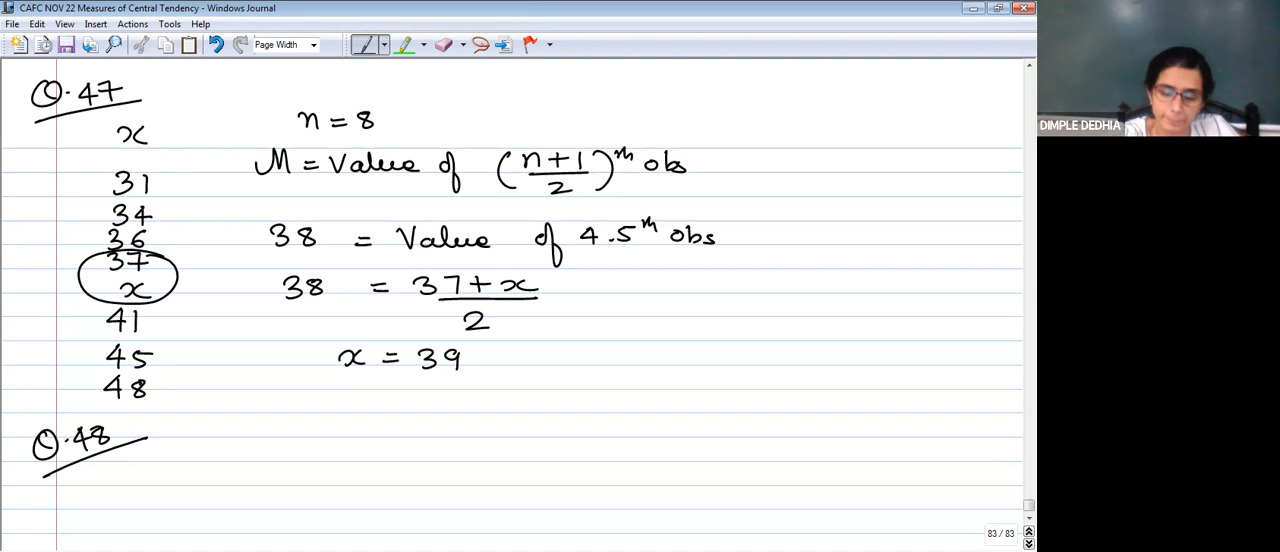 CAFC NOV 22 Measures of Central Tendency - Windows Journal
File Edit View Insert Actions Tools Help
Page Width
Q.47
x
31
34
36
37
x
41
45
48
n = 8
M = Value of (n+1/2)th obs
38 = Value of 4.5th obs
38 = 37+x/2
x = 39
Q.48
83 / 83
DIMPLE DEDHIA